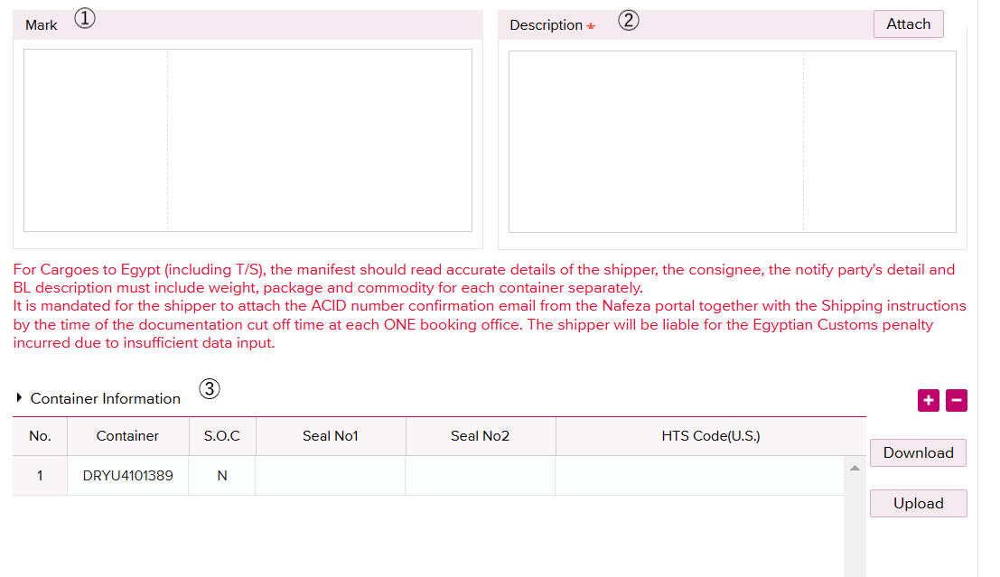 Mark ①
Description * ② Attach
For Cargoes to Egypt (including T/S), the manifest should read accurate details of the shipper, the consignee, the notify party's detail and
BL description must include weight, package and commodity for each container separately.
It is mandated for the shipper to attach the ACID number confirmation email from the Nafeza portal together with the Shipping instructions
by the time of the documentation cut off time at each ONE booking office. The shipper will be liable for the Egyptian Customs penalty
incurred due to insufficient data input.
Container Information ③
No. Container S.O.C Seal No1 Seal No2 HTS Code(U.S.)
1 DRYU4101389 N
Download
Upload